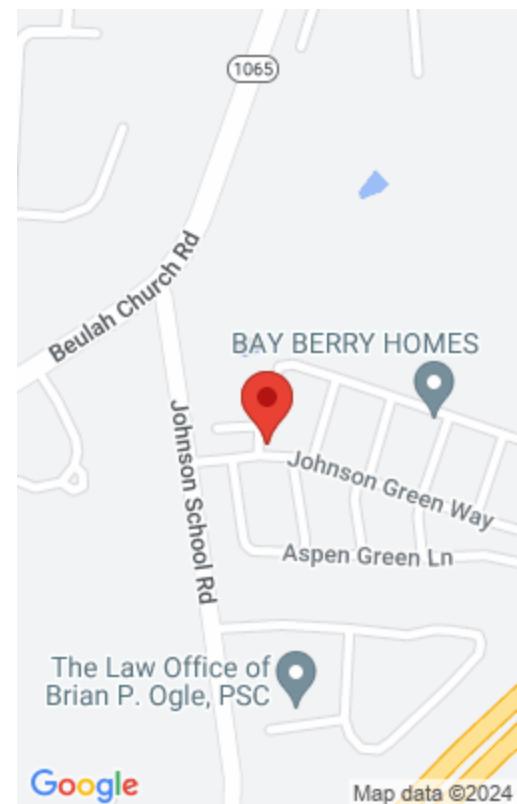 1065
Beulah Church Rd
BAY BERRY HOMES
Johnson School Rd
Johnson Green Way
Aspen Green Ln
The Law Office of
Brian P. Ogle, PSC
Google
Map data ©2024